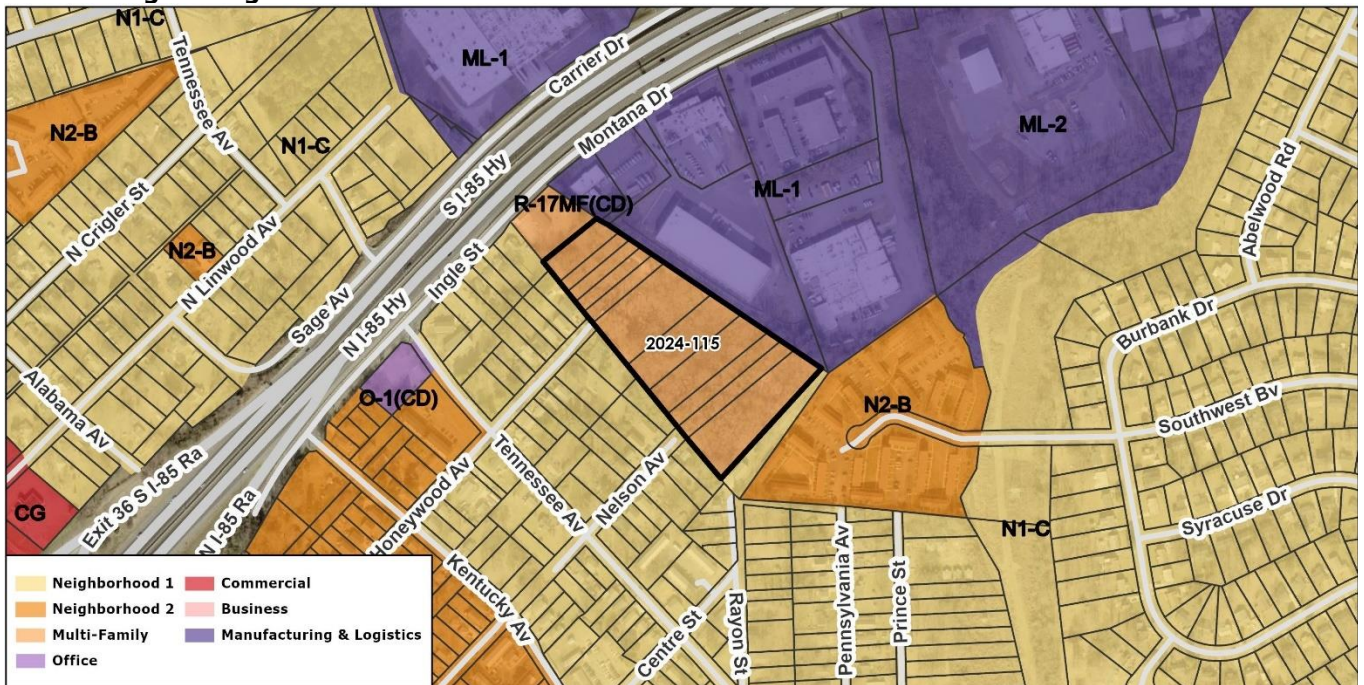 N1-C
Tennessee Av
ML-1
Carrier Dr
Montana Dr
S I-85 Hy
N2-B
N1-C
ML-2
ML-1
Abelwood Rd
N Crigler St
N2-B
N Linwood Av
R-17MF(CD)
Ingle St
Sage Av
N I-85 Hy
Burbank Dr
2024-115
Alabama Av
O-1(CD)
N2-B
Southwest Bv
Exit 36 S I-85 Ra
Tennessee Av
Nelson Av
CG
N I-85 Ra
Honeywood Av
Syracuse Dr
N1-C
Kentucky Av
Centre St
Rayon St
Pennsylvania Av
Prince St
Neighborhood 1
Neighborhood 2
Multi-Family
Office
Commercial
Business
Manufacturing & Logistics